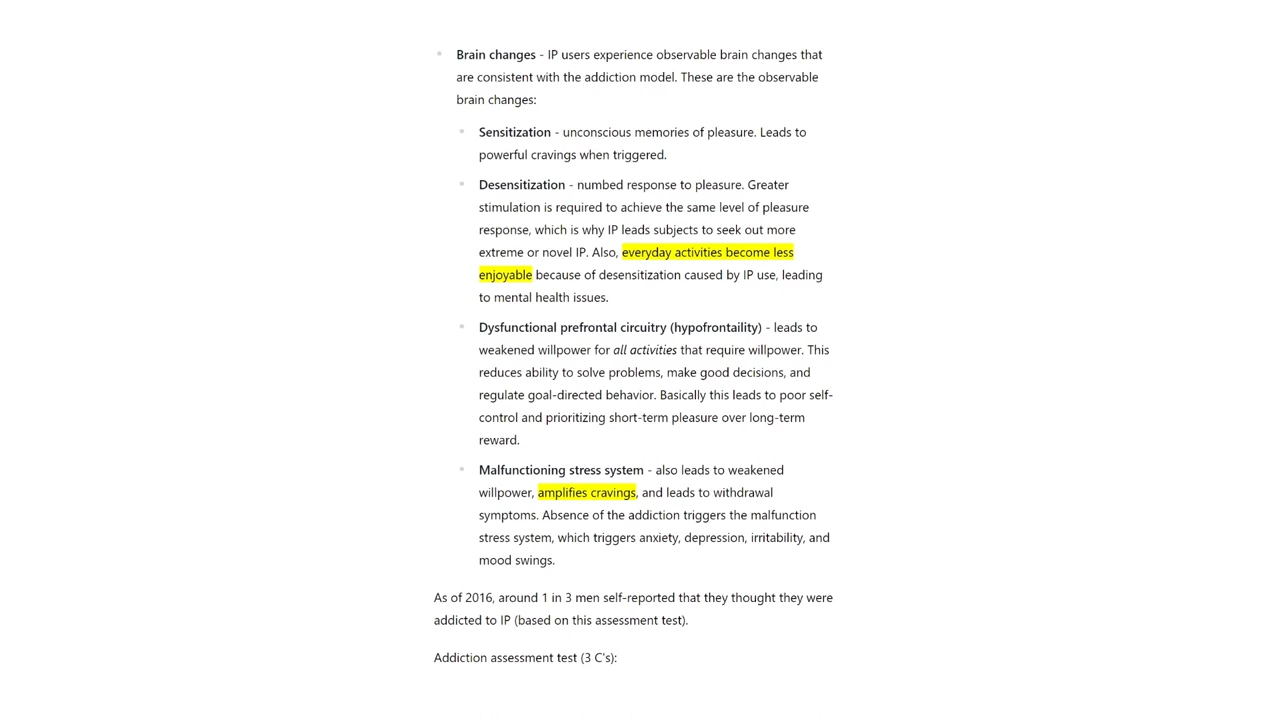 Brain changes - IP users experience observable brain changes that
are consistent with the addiction model. These are the observable
brain changes:
Sensitization - unconscious memories of pleasure. Leads to
powerful cravings when triggered.
Desensitization - numbed response to pleasure. Greater
stimulation is required to achieve the same level of pleasure
response, which is why IP leads subjects to seek out more
extreme or novel IP. Also, everyday activities become less
enjoyable because of desensitization caused by IP use, leading
to mental health issues.
Dysfunctional prefrontal circuitry (hypofrontaility) - leads to
weakened willpower for all activities that require willpower. This
reduces ability to solve problems, make good decisions, and
regulate goal-directed behavior. Basically this leads to poor self-
control and prioritizing short-term pleasure over long-term
reward.
Malfunctioning stress system - also leads to weakened
willpower, amplifies cravings, and leads to withdrawal
symptoms. Absence of the addiction triggers the malfunction
stress system, which triggers anxiety, depression, irritability, and
mood swings.
As of 2016, around 1 in 3 men self-reported that they thought they were
addicted to IP (based on this assessment test).
Addiction assessment test (3 C's):